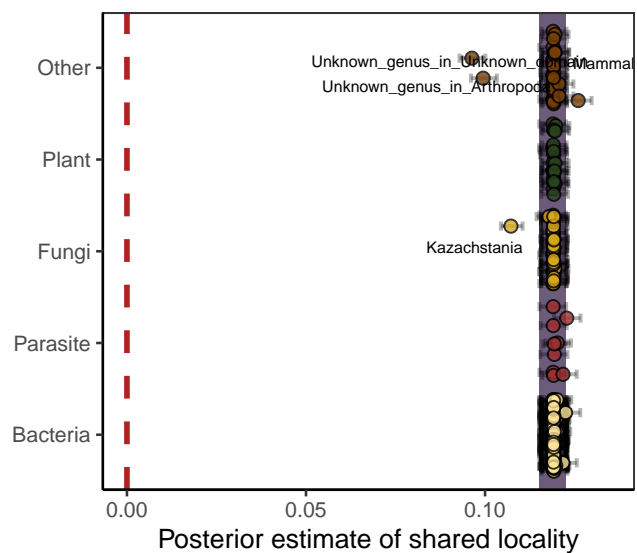 Other
Plant
Fungi
Parasite
Bacteria
Unknown_genus_in_Unknown_domain
Mammal
Unknown_genus_in_Arthropoda
Kazachstania
0.00
0.05
0.10
Posterior estimate of shared locality